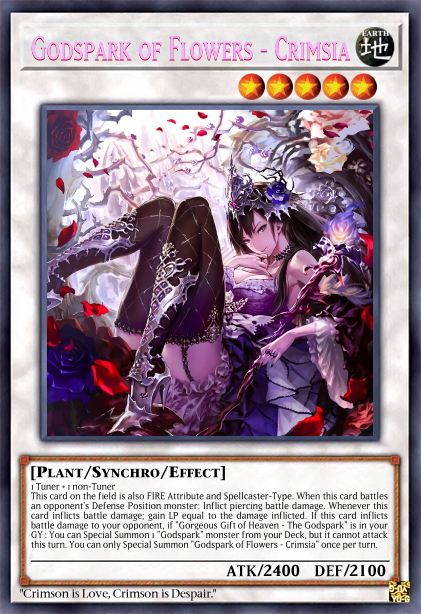 Godspark of Flowers - Crimsia
EARTH
地
[Plant/Synchro/Effect]
1 Tuner + 1 non-Tuner
This card on the field is also FIRE Attribute and Spellcaster-Type. When this card battles
an opponent's Defense Position monster: Inflict piercing battle damage. Whenever this
card inflicts battle damage; gain LP equal to the damage inflicted. If this card inflicts
battle damage to your opponent, if "Gorgeous Gift of Heaven - The Godspark" is in your
GY : You can Special Summon 1 "Godspark" monster from your Deck, but it cannot attack
this turn. You can only Special Summon "Godspark of Flowers - Crimsia" once per turn.
ATK/2400 DEF/2100
"Crimson is Love, Crimson is Despair."